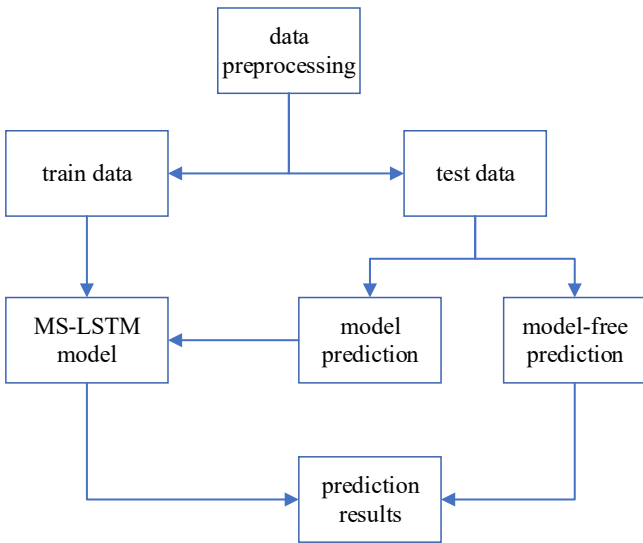 data
preprocessing
train data
test data
MS-LSTM
model
model
prediction
model-free
prediction
prediction
results